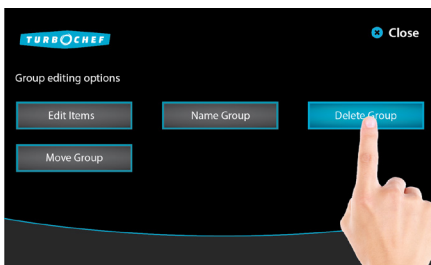 TURBOCHEF
Close
Group editing options
Edit Items
Name Group
Delete Group
Move Group